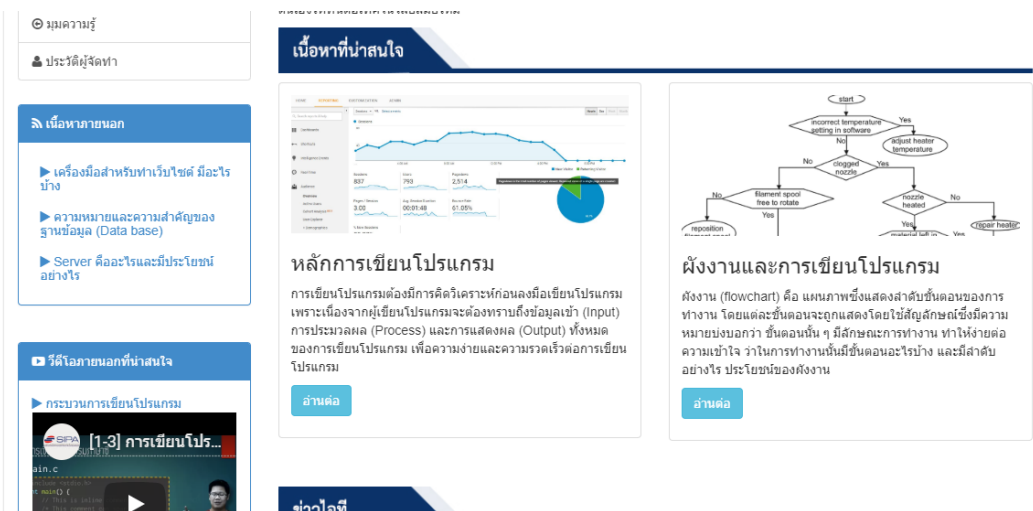 มุมความรู้
ประวัติผู้จัดทำ
เนื้อหาภายนอก
เครื่องมือสำหรับทำเว็บไซต์ มีอะไร
บ้าง
ความหมายและความสำคัญของ
ฐานข้อมูล (Data base)
Server คืออะไรและมีประโยชน์
อย่างไร
วีดีโอภายนอกที่น่าสนใจ
กระบวนการเขียนโปรแกรม
SIPA [1-3] การเขียนโปร...
main() {
เนื้อหาที่น่าสนใจ
Sessions
837
793
2,514
3.02
00:01:48
61.05%
หลักการเขียนโปรแกรม
การเขียนโปรแกรมต้องมีการคิดวิเคราะห์ก่อนลงมือเขียนโปรแกรม
เพราะเนื่องจากผู้เขียนโปรแกรมจะต้องทราบถึงข้อมูลเข้า (Input)
การประมวลผล (Process) และการแสดงผล (Output) ทั้งหมด
ของการเขียนโปรแกรม เพื่อความง่ายและความรวดเร็วต่อการเขียน
โปรแกรม
อ่านต่อ
start
incorrect temperature
setting in software
Yes
No
adjust heater
temperature
clogged
nozzle
No
Yes
filament spool
free to rotate
No
Yes
nozzle
heated
No
Yes
reposition
filament spool
material left in
Yes
repair heater
ผังงานและการเขียนโปรแกรม
ผังงาน (flowchart) คือ แผนภาพซึ่งแสดงลำดับขั้นตอนของการ
ทำงาน โดยแต่ละขั้นตอนจะถูกแสดงโดยใช้สัญลักษณ์ซึ่งมีความ
หมายบ่งบอกว่า ขั้นตอนนั้น ๆ มีลักษณะการทำงาน ทำให้ง่ายต่อ
ความเข้าใจ ว่าในการทำงานนั้นมีขั้นตอนอะไรบ้าง และมีลำดับ
อย่างไร ประโยชน์ของผังงาน
อ่านต่อ
ข่าวไอที